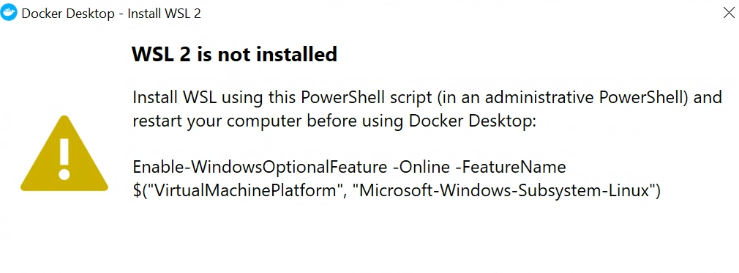 Docker Desktop - Install WSL 2
WSL 2 is not installed
Install WSL using this PowerShell script (in an administrative PowerShell) and
restart your computer before using Docker Desktop:
Enable-WindowsOptionalFeature -Online -FeatureName
$("VirtualMachinePlatform", "Microsoft-Windows-Subsystem-Linux")